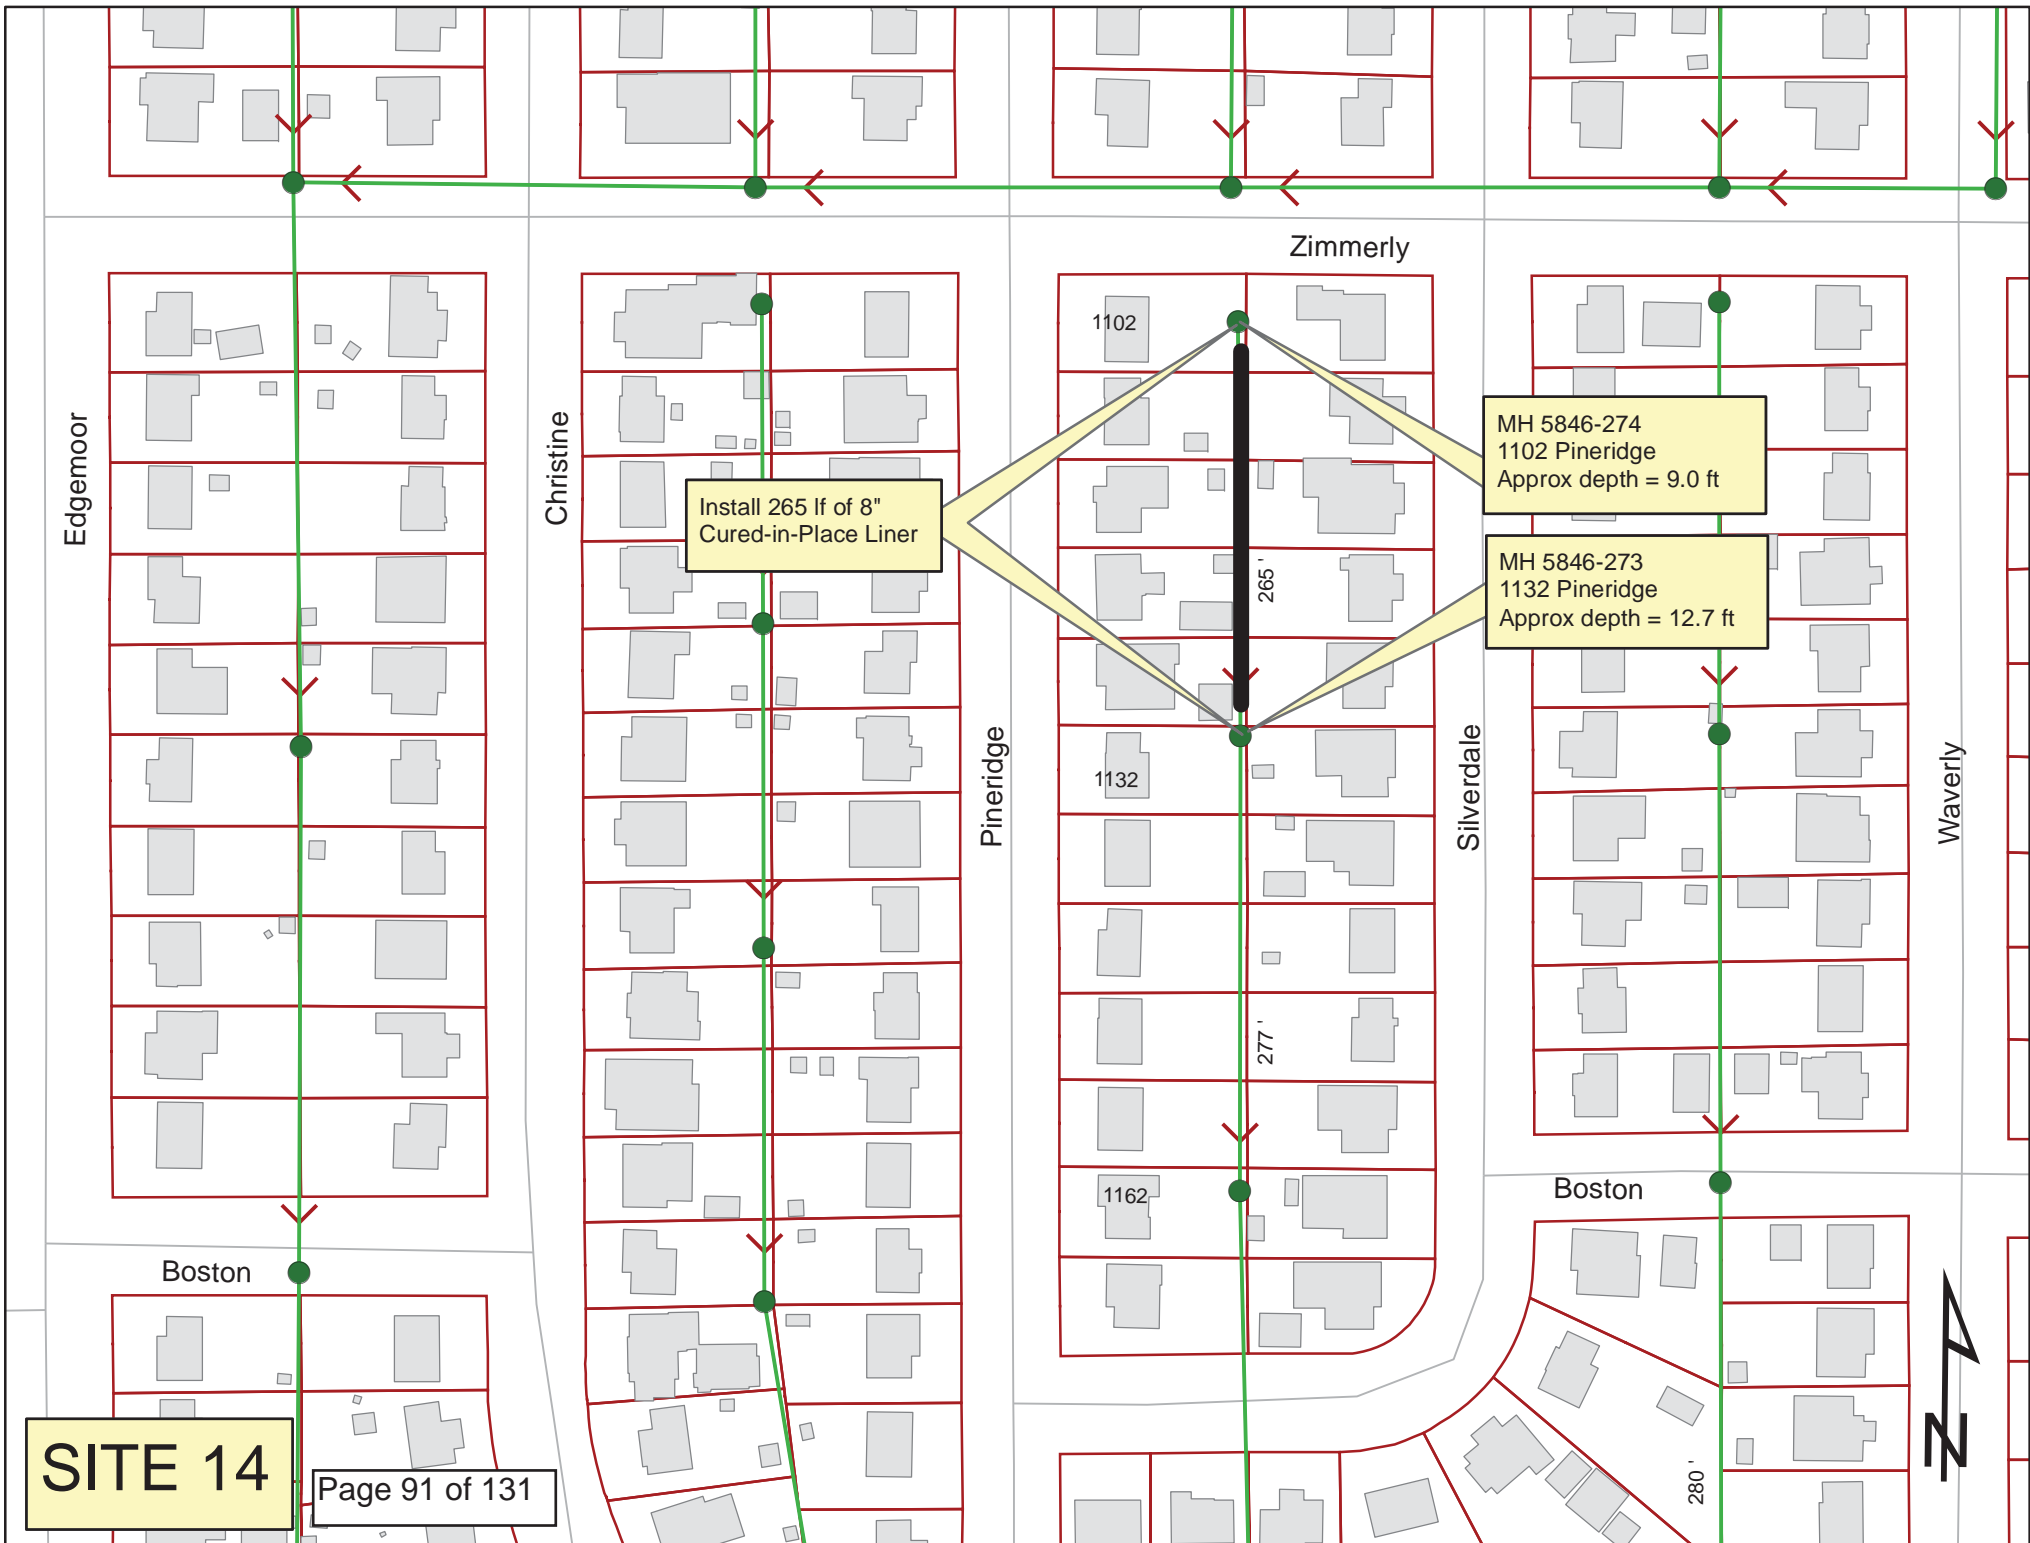 Zimmerly
1102
Edgemoor
Christine
MH 5846-274
1102 Pineridge
Approx depth = 9.0 ft
Install 265 lf of 8"
Cured-in-Place Liner
265 '
MH 5846-273
1132 Pineridge
Approx depth = 12.7 ft
1132
Pineridge
Silverdale
Waverly
277 '
1162
Boston
Boston
280 '
SITE 14
Page 91 of 131
N